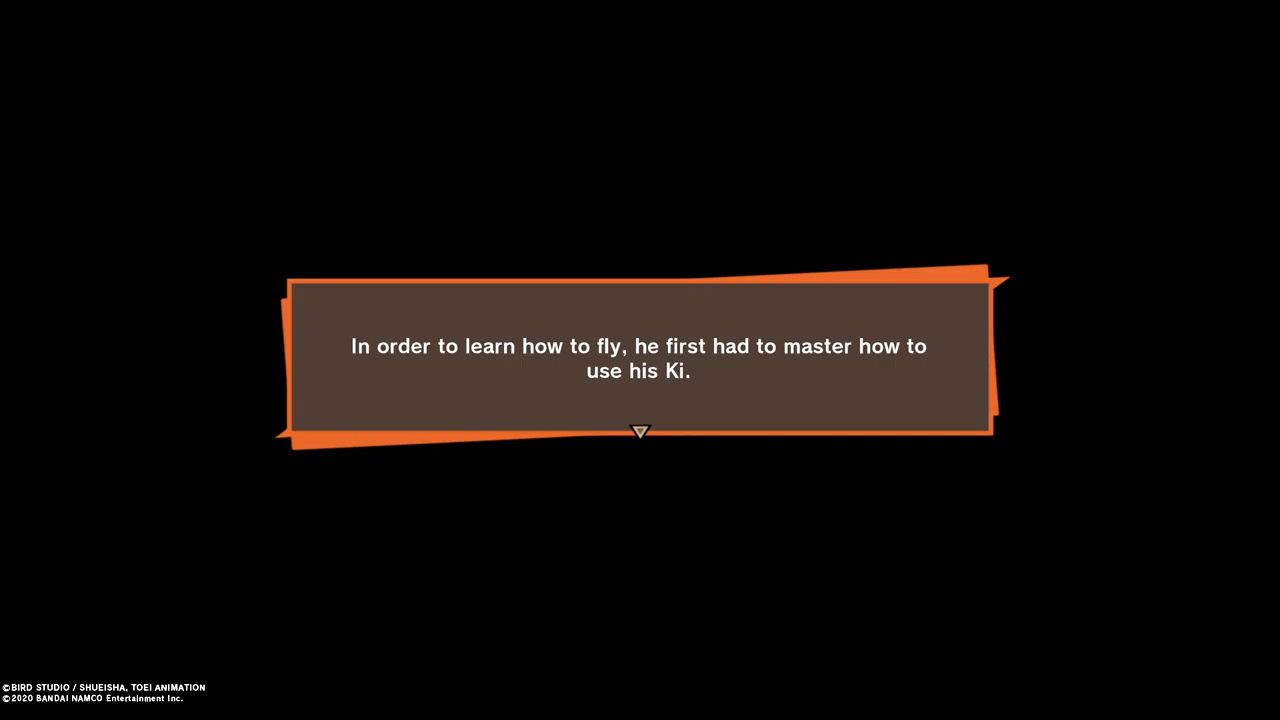 In order to learn how to fly, he first had to master how to
use his Ki.
©BIRD STUDIO / SHUEISHA, TOEI ANIMATION
©2020 BANDAI NAMCO Entertainment Inc.